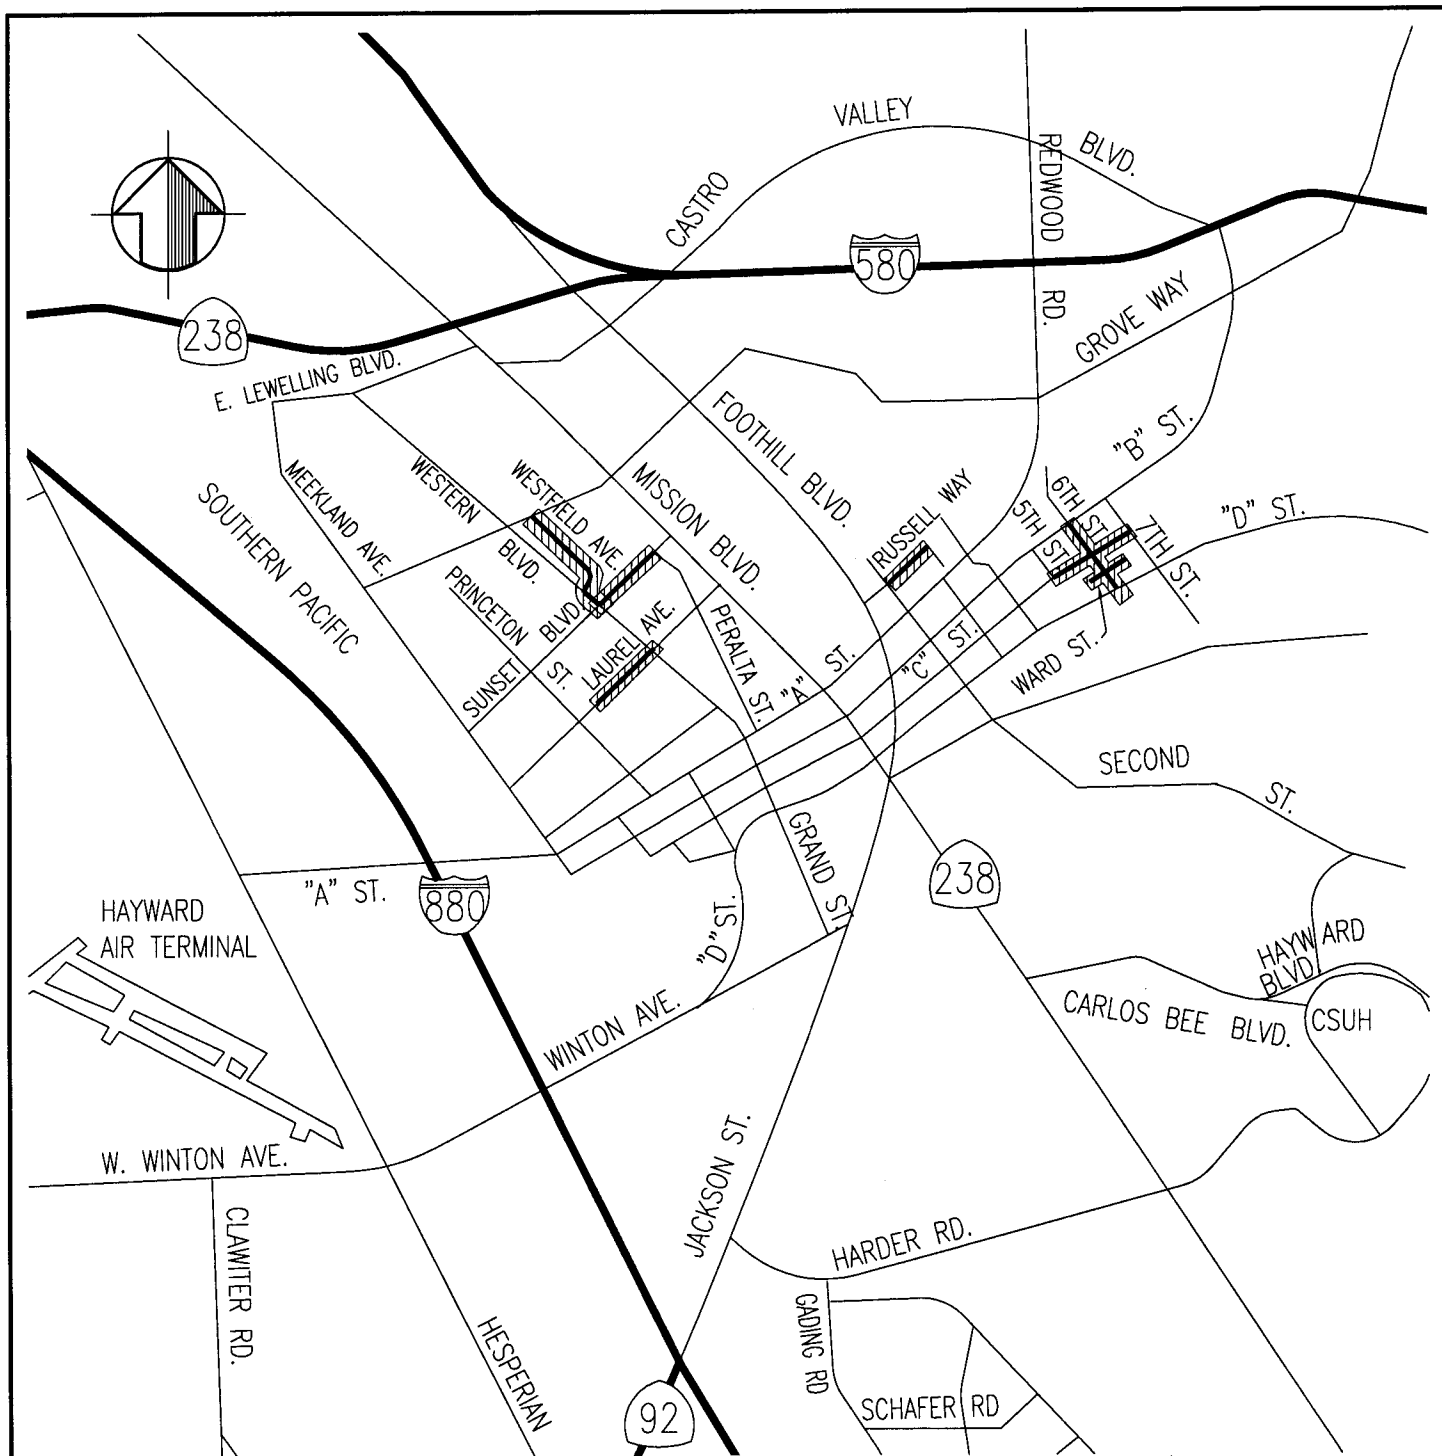 VALLEY
BLVD.
CASTRO
REDWOOD
RD.
580
238
GROVE WAY
E. LEWELLING BLVD.
FOOTHILL BLVD.
"B" ST.
MEEKLAND AVE.
WESTERN
BLVD.
WESTFIELD AVE.
MISSION BLVD.
RUSSELL WAY
5TH ST.
6TH ST.
7TH ST.
"D" ST.
SOUTHERN PACIFIC
PRINCETON
ST.
SUNSET
BLVD.
LAUREL AVE.
PERALTA ST.
"A"
ST.
"C"
ST.
WARD ST.
SECOND
ST.
"A" ST.
880
GRAND ST.
238
HAYWARD
AIR TERMINAL
"D" ST.
HAYWARD
BLVD.
WINTON AVE.
CARLOS BEE BLVD.
CSUH
W. WINTON AVE.
JACKSON ST.
CLAWITER RD.
HARDER RD.
HESPERIAN
GADING RD
SCHAFER RD
92